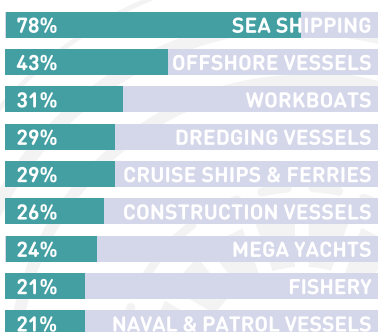 78% SEA SHIPPING
43% OFFSHORE VESSELS
31% WORKBOATS
29% DREDGING VESSELS
29% CRUISE SHIPS & FERRIES
26% CONSTRUCTION VESSELS
24% MEGA YACHTS
21% FISHERY
21% NAVAL & PATROL VESSELS